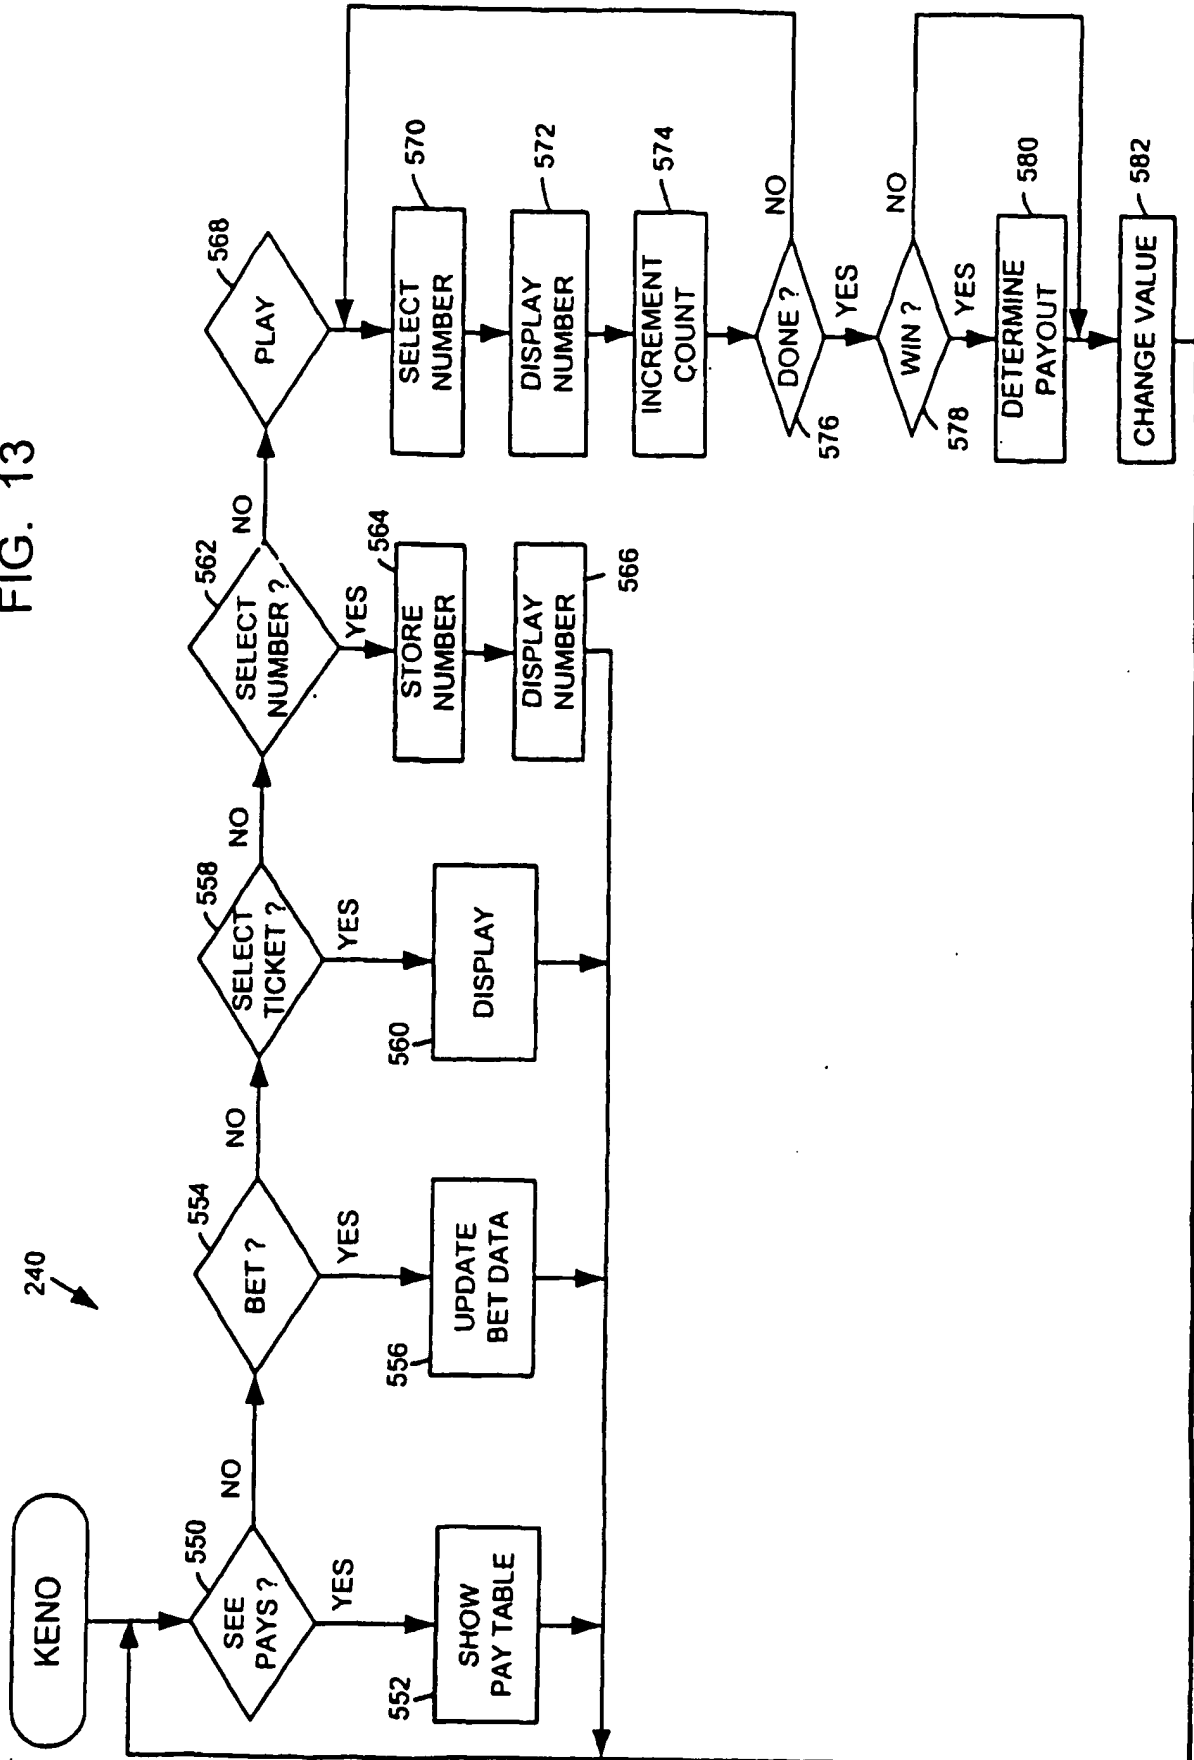 FIG. 13
240
KENO
550
SEE
PAYS ?
NO
YES
552
SHOW
PAY TABLE
554
BET ?
NO
YES
556
UPDATE
BET DATA
558
SELECT
TICKET ?
NO
YES
560
DISPLAY
562
SELECT
NUMBER ?
NO
YES
564
STORE
NUMBER
566
DISPLAY
NUMBER
568
PLAY
570
SELECT
NUMBER
572
DISPLAY
NUMBER
574
INCREMENT
COUNT
576
DONE ?
NO
YES
578
WIN ?
NO
YES
580
DETERMINE
PAYOUT
582
CHANGE VALUE